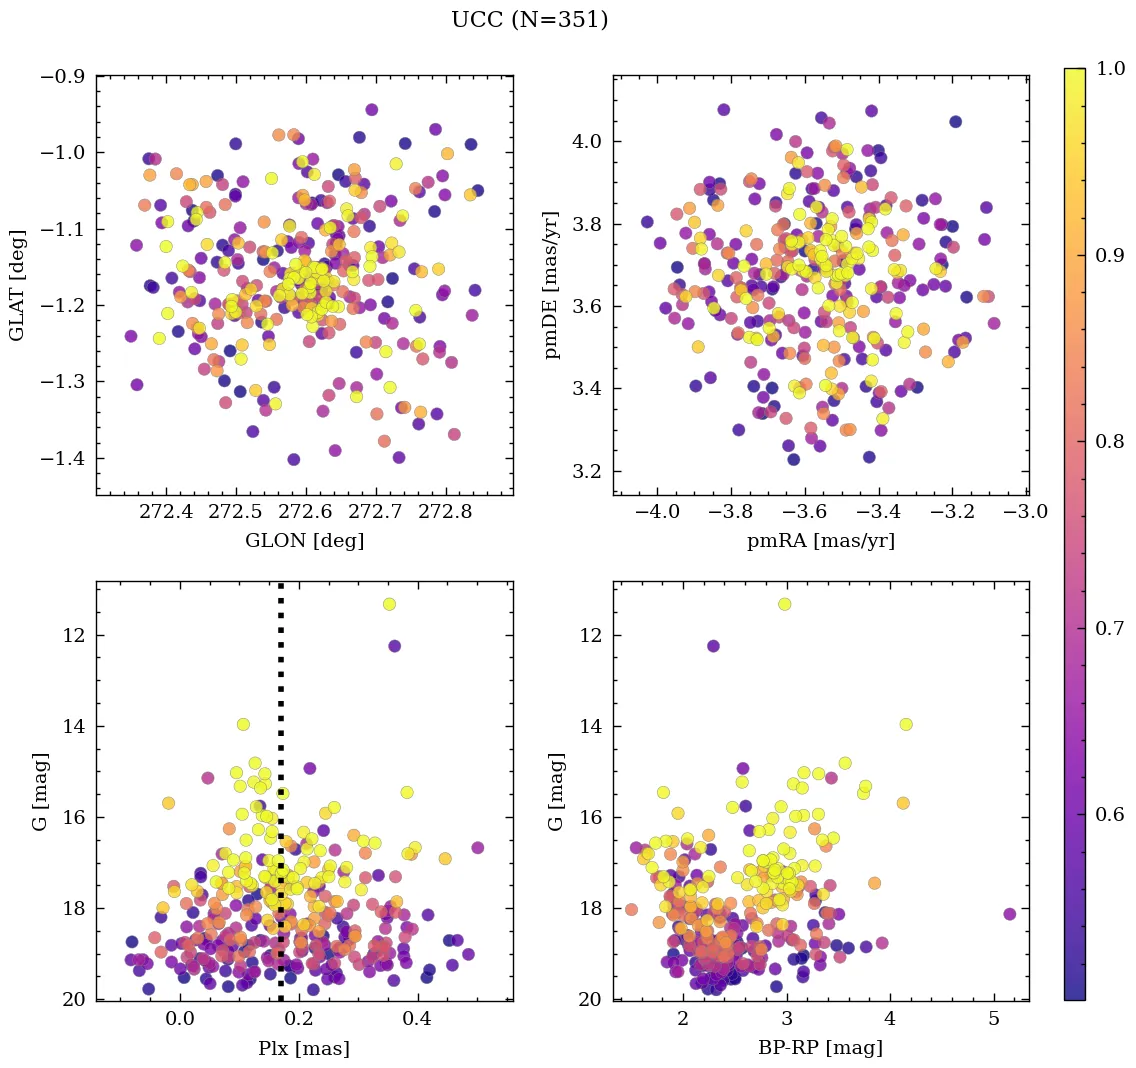 UCC (N=351)
−0.9
−1.0
−1.1
−1.2
−1.3
−1.4
GLAT [deg]
272.4 272.5 272.6 272.7 272.8
GLON [deg]
4.0
3.8
3.6
3.4
3.2
pmDE [mas/yr]
−4.0 −3.8 −3.6 −3.4 −3.2 −3.0
pmRA [mas/yr]
1.0
0.9
0.8
0.7
0.6
12
14
16
18
20
G [mag]
0.0 0.2 0.4
Plx [mas]
12
14
16
18
20
G [mag]
2 3 4 5
BP-RP [mag]